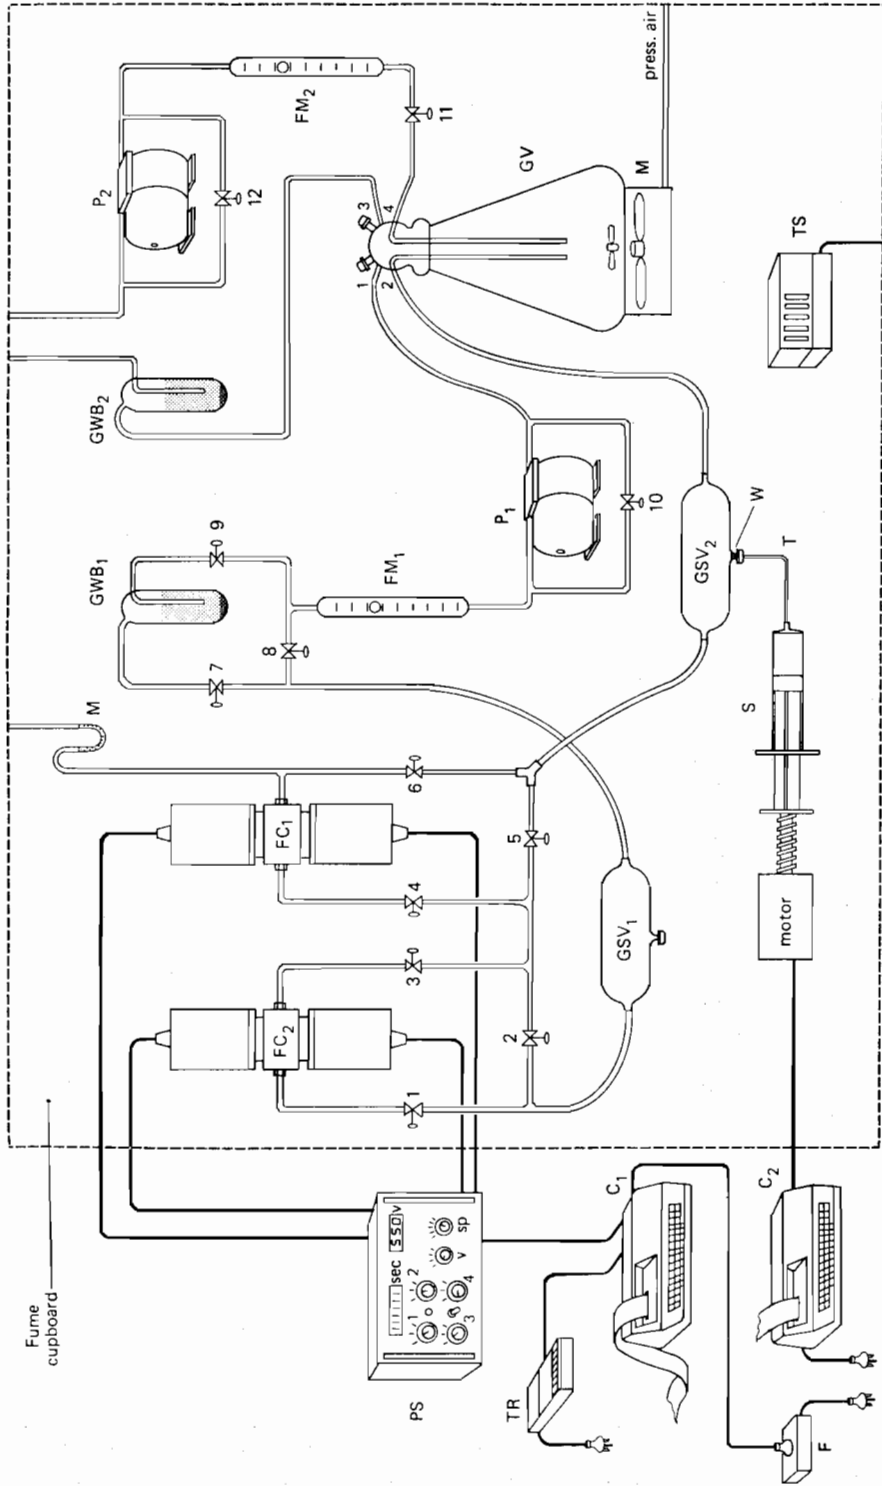 Fume
cupboard
PS
sec
550 V
1
2
3
4
v
sp
TR
C1
C2
F
FC2
FC1
M
1
2
3
4
5
6
7
8
9
10
11
12
GWB1
GWB2
FM1
FM2
P1
P2
GSV1
GSV2
W
T
S
motor
1
2
3
4
GV
M
press. air
TS